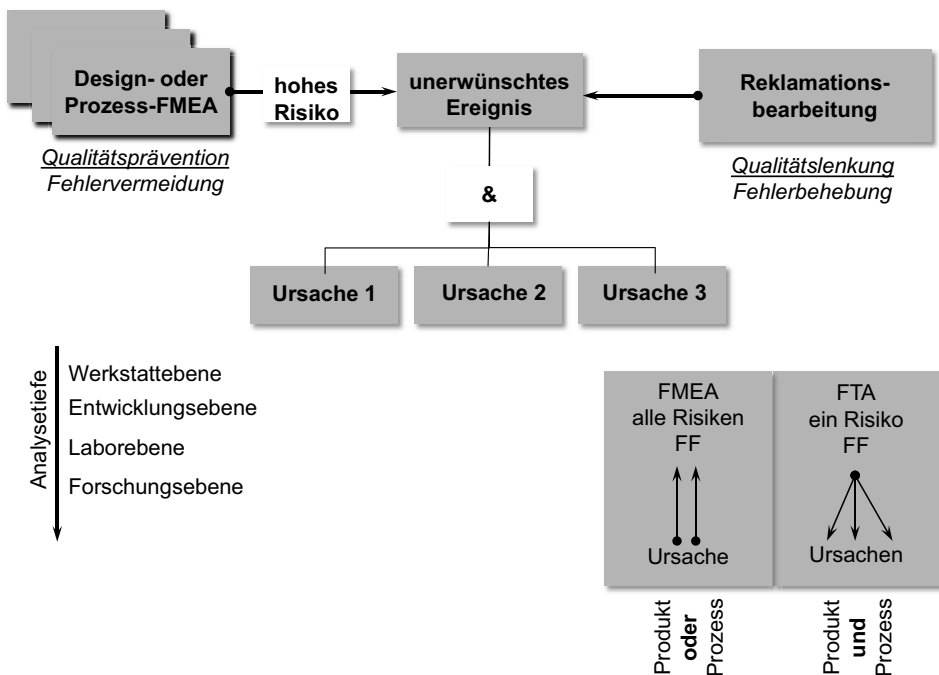 Design- oder
Prozess-FMEA
hohes
Risiko
unerwünschtes
Ereignis
Reklamations-
bearbeitung
Qualitätsprävention
Fehlervermeidung
Qualitätslenkung
Fehlerbehebung
&
Ursache 1
Ursache 2
Ursache 3
Analysetiefe
Werkstattebene
Entwicklungsebene
Laborebene
Forschungsebene
FMEA
alle Risiken
FF
Ursache
FTA
ein Risiko
FF
Ursachen
Produkt
oder
Prozess
Produkt
und
Prozess